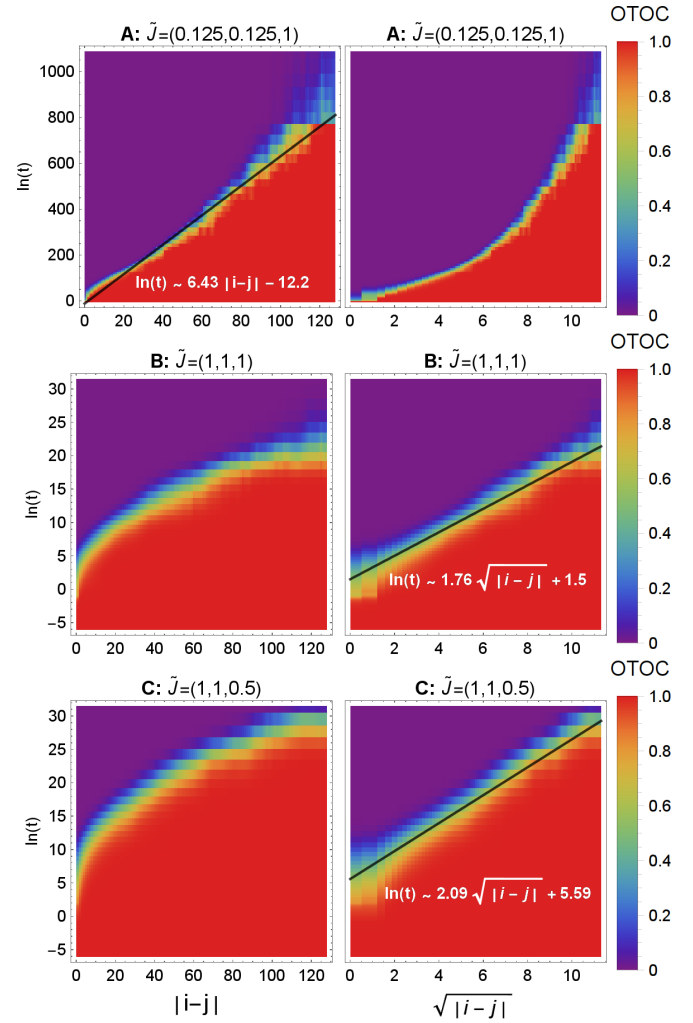 OTOC
A: J̃=(0.125,0.125,1)
A: J̃=(0.125,0.125,1)
1000
800
600
400
200
0
ln(t)
ln(t) ~ 6.43 |i−j| − 12.2
0 20 40 60 80 100 120
0 2 4 6 8 10
1.0
0.8
0.6
0.4
0.2
0
OTOC
B: J̃=(1,1,1)
B: J̃=(1,1,1)
30
25
20
15
10
5
0
−5
ln(t)
ln(t) ~ 1.76 √|i − j| + 1.5
0 20 40 60 80 100 120
0 2 4 6 8 10
1.0
0.8
0.6
0.4
0.2
0
OTOC
C: J̃=(1,1,0.5)
C: J̃=(1,1,0.5)
30
25
20
15
10
5
0
−5
ln(t)
ln(t) ~ 2.09 √|i − j| + 5.59
0 20 40 60 80 100 120
0 2 4 6 8 10
1.0
0.8
0.6
0.4
0.2
0
|i−j|
√|i − j|